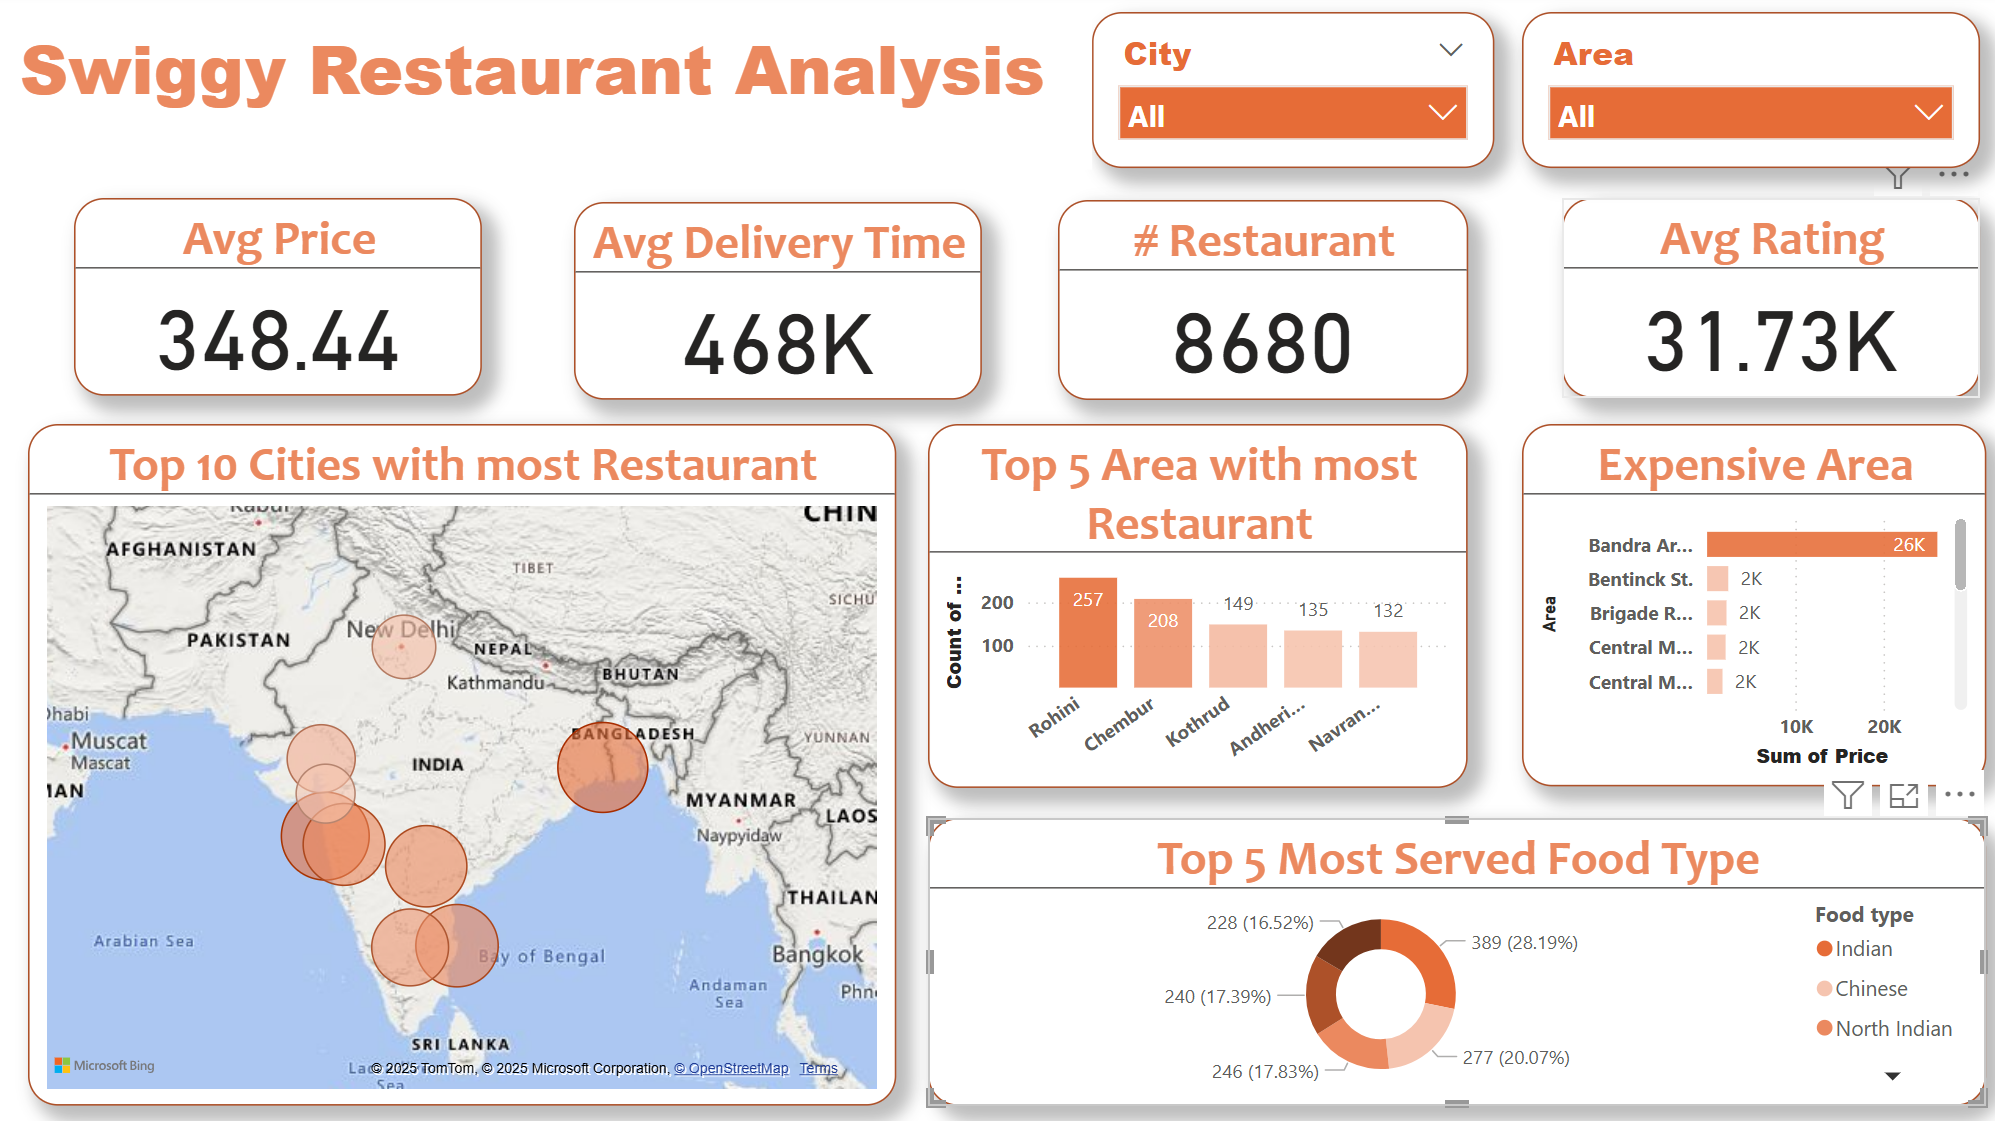 Swiggy Restaurant Analysis
City
All
Area
All
Avg Price
348.44
Avg Delivery Time
468K
# Restaurant
8680
Avg Rating
31.73K
Top 10 Cities with most Restaurant
CHIN
AFGHANISTAN
TIBET
SICHU
PAKISTAN
New Delhi
NEPAL
Kathmandu
BHUTAN
Dhabi
Muscat
Mascat
BANGLADESH
YUNNAN
INDIA
MYANMAR
LAOS
Naypyidaw
THAILAN
Arabian Sea
Bay of Bengal
Bangkok
Andaman
Sea
Phn
SRI LANKA
Microsoft Bing
© 2025 TomTom, © 2025 Microsoft Corporation, © OpenStreetMap Terms
Sea
Top 5 Area with most
Restaurant
Count of ...
200
100
257
208
149
135
132
Rohini
Chembur
Kothrud
Andheri...
Navran...
Expensive Area
Area
Bandra Ar... 26K
Bentinck St. 2K
Brigade R... 2K
Central M... 2K
Central M... 2K
10K 20K
Sum of Price
Top 5 Most Served Food Type
228 (16.52%)
389 (28.19%)
240 (17.39%)
277 (20.07%)
246 (17.83%)
Food type
Indian
Chinese
North Indian